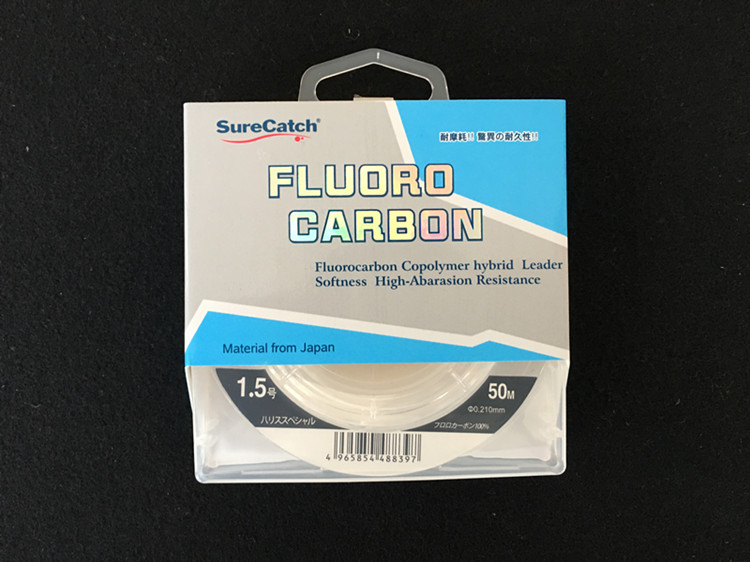 SureCatch®
耐摩耗!! 驚異の耐久性!!
FLUORO
CARBON
Fluorocarbon Copolymer hybrid Leader
Softness High-Abarasion Resistance
Material from Japan
1.5号
50M
Φ0.210mm
ハリススペシャル
フロロカーボン100%
4 965854 488397